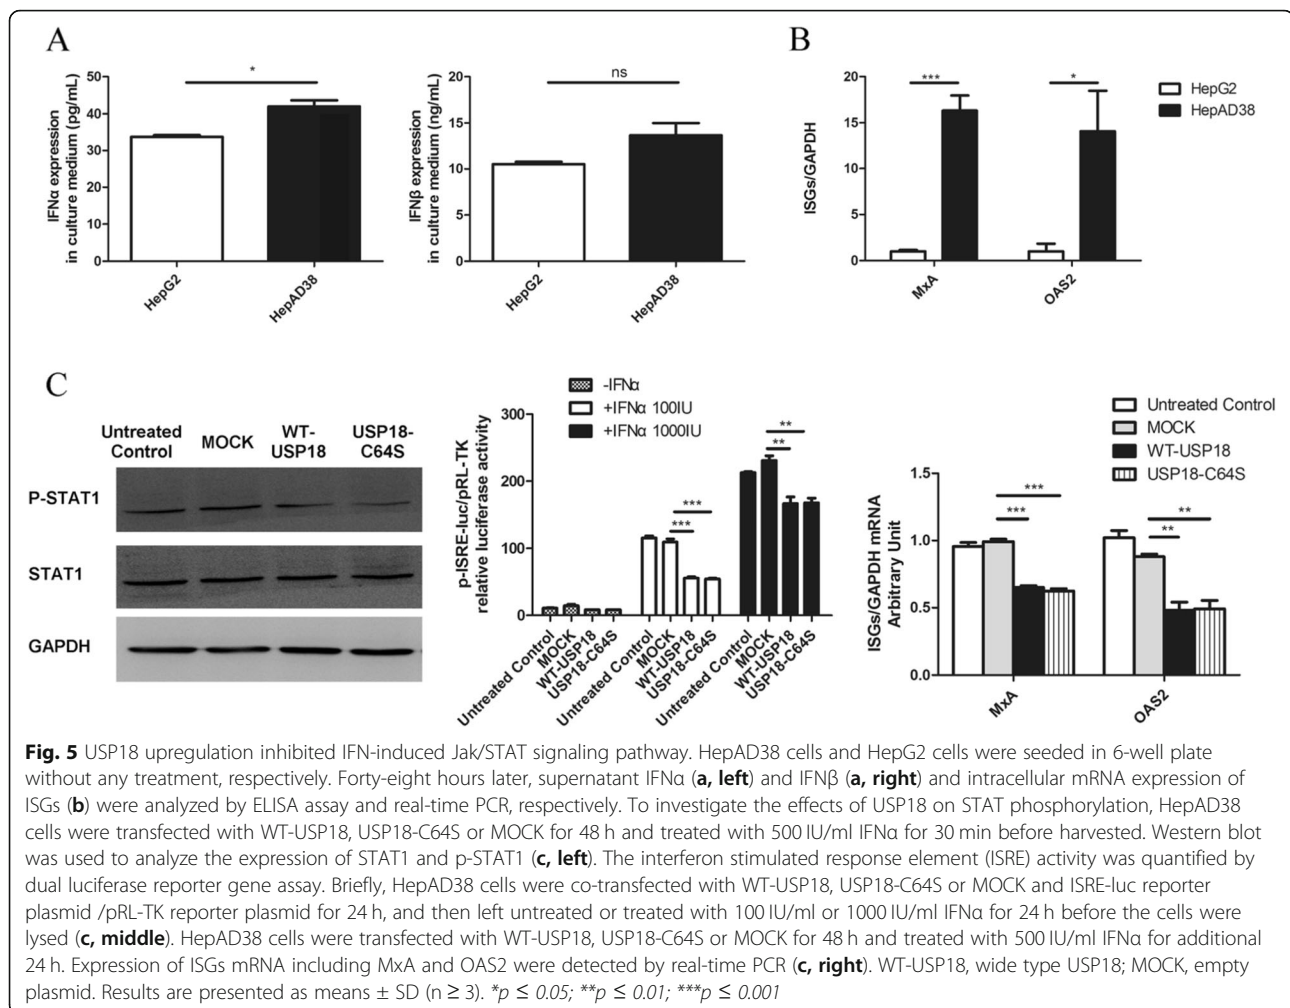 A
*
50
40
30
20
10
0
IFNα expression
in culture medium (pg/mL)
HepG2
HepAD38
ns
20
15
10
5
0
IFNβ expression
in culture medium (ng/mL)
HepG2
HepAD38
B
***
*
20
15
10
5
0
ISGs/GAPDH
MxA
OAS2
HepG2
HepAD38
C
Untreated
Control
MOCK
WT-
USP18
USP18-
C64S
P-STAT1
STAT1
GAPDH
-IFNα
+IFNα 100IU
+IFNα 1000IU
300
200
100
0
p-ISRE-luc/pRL-TK
relative luciferase activity
***
***
**
**
Untreated Control
MOCK
WT-USP18
USP18-C64S
Untreated Control
MOCK
WT-USP18
USP18-C64S
Untreated Control
MOCK
WT-USP18
USP18-C64S
Untreated Control
MOCK
WT-USP18
USP18-C64S
1.5
1.0
0.5
0.0
ISGs/GAPDH mRNA
Arbitrary Unit
***
***
**
**
MxA
OAS2
Fig. 5 USP18 upregulation inhibited IFN-induced Jak/STAT signaling pathway. HepAD38 cells and HepG2 cells were seeded in 6-well plate
without any treatment, respectively. Forty-eight hours later, supernatant IFNα (a, left) and IFNβ (a, right) and intracellular mRNA expression of
ISGs (b) were analyzed by ELISA assay and real-time PCR, respectively. To investigate the effects of USP18 on STAT phosphorylation, HepAD38
cells were transfected with WT-USP18, USP18-C64S or MOCK for 48 h and treated with 500 IU/ml IFNα for 30 min before harvested. Western blot
was used to analyze the expression of STAT1 and p-STAT1 (c, left). The interferon stimulated response element (ISRE) activity was quantified by
dual luciferase reporter gene assay. Briefly, HepAD38 cells were co-transfected with WT-USP18, USP18-C64S or MOCK and ISRE-luc reporter
plasmid /pRL-TK reporter plasmid for 24 h, and then left untreated or treated with 100 IU/ml or 1000 IU/ml IFNα for 24 h before the cells were
lysed (c, middle). HepAD38 cells were transfected with WT-USP18, USP18-C64S or MOCK for 48 h and treated with 500 IU/ml IFNα for additional
24 h. Expression of ISGs mRNA including MxA and OAS2 were detected by real-time PCR (c, right). WT-USP18, wide type USP18; MOCK, empty
plasmid. Results are presented as means ± SD (n ≥ 3). *p ≤ 0.05; **p ≤ 0.01; ***p ≤ 0.001